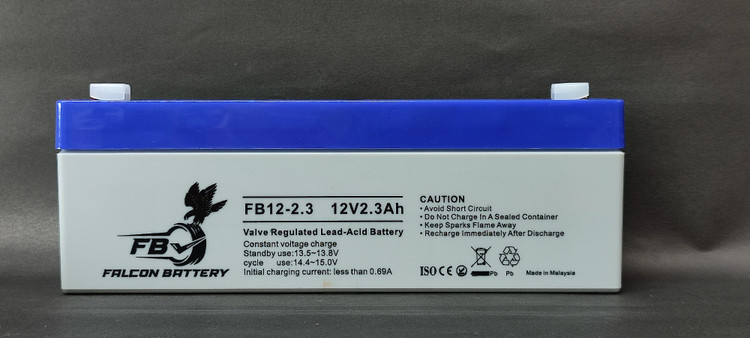 FB
FALCON BATTERY
FB12-2.3 12V2.3Ah
Valve Regulated Lead-Acid Battery
Constant voltage charge
Standby use:13.5~13.8V
cycle use:14.4~15.0V
Initial charging current: less than 0.69A
CAUTION
• Avoid Short Circuit
• Do Not Charge In A Sealed Container
• Keep Sparks Flame Away
• Recharge Immediately After Discharge
ISO CE Pb Pb Made in Malaysia